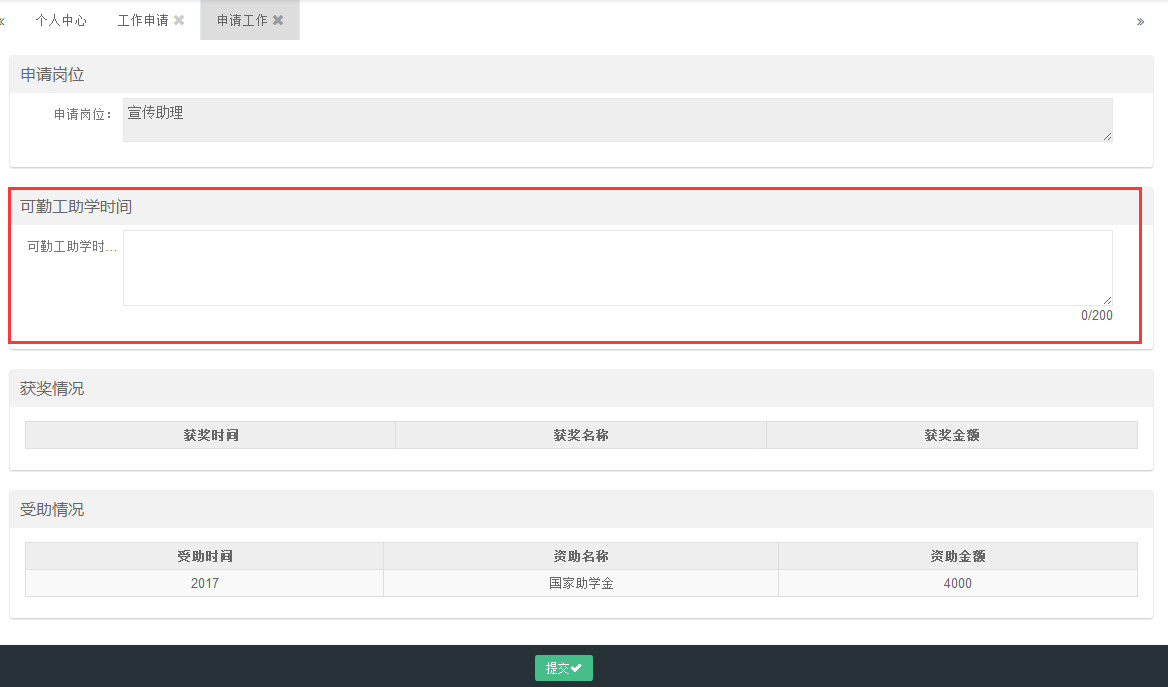 « 个人中心 工作申请 ✖ 申请工作 ✖ »
申请岗位
申请岗位： 宣传助理
可勤工助学时间
可勤工助学时...
0/200
获奖情况
获奖时间 获奖名称 获奖金额
受助情况
受助时间 资助名称 资助金额
2017 国家助学金 4000
提交✔